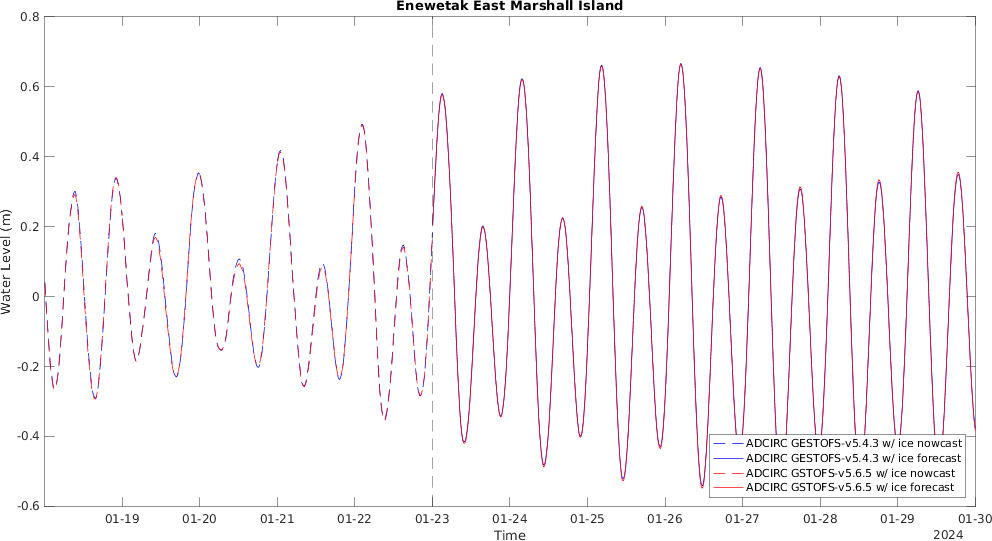 Enewetak East Marshall Island
0.8
0.6
0.4
0.2
0
-0.2
-0.4
-0.6
Water Level (m)
ADCIRC GESTOFS-v5.4.3 w/ ice nowcast
ADCIRC GESTOFS-v5.4.3 w/ ice forecast
ADCIRC GSTOFS-v5.6.5 w/ ice nowcast
ADCIRC GSTOFS-v5.6.5 w/ ice forecast
01-19 01-20 01-21 01-22 01-23 01-24 01-25 01-26 01-27 01-28 01-29 01-30
Time
2024